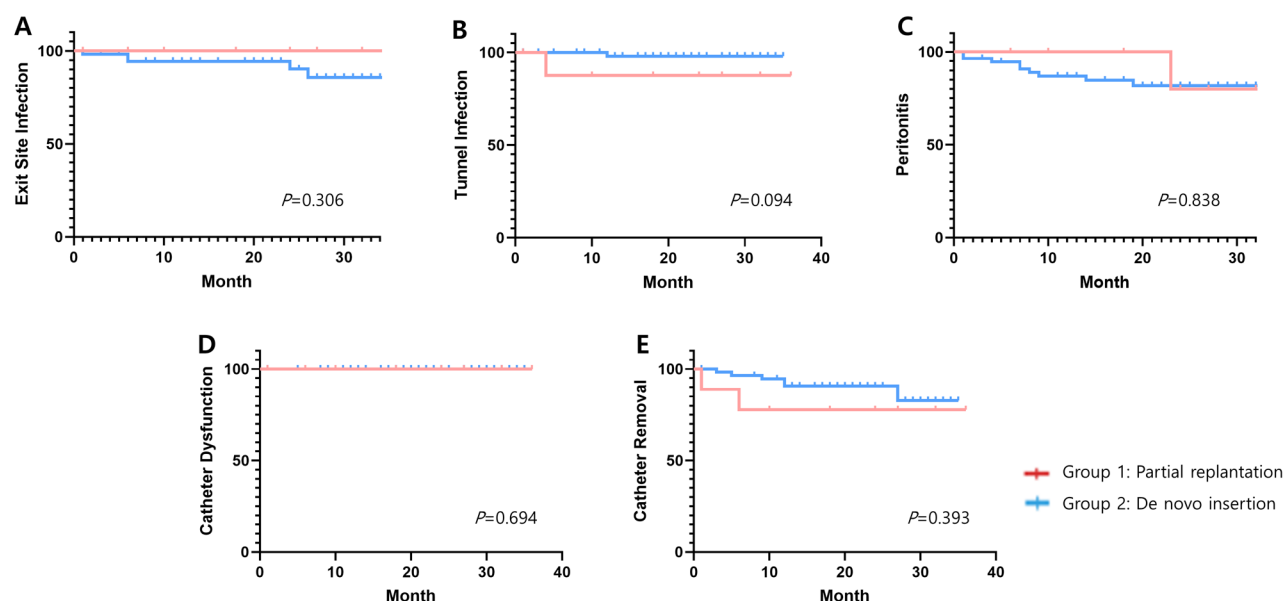 A
Exit Site Infection
100
50
0
P=0.306
0 10 20 30
Month
B
Tunnel Infection
100
50
0
P=0.094
0 10 20 30 40
Month
C
Peritonitis
100
50
0
P=0.838
0 10 20 30
Month
D
Catheter Dysfunction
100
50
0
P=0.694
0 10 20 30 40
Month
E
Catheter Removal
100
50
0
P=0.393
0 10 20 30 40
Month
Group 1: Partial replantation
Group 2: De novo insertion